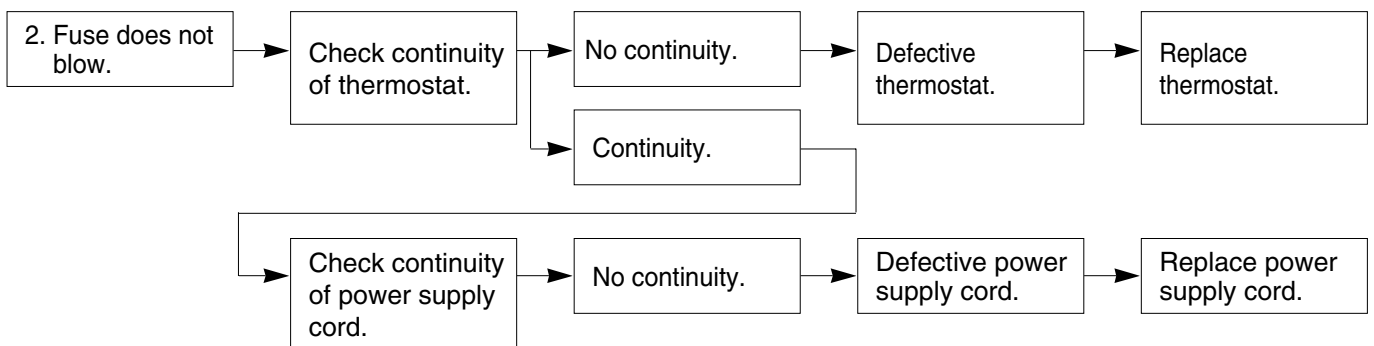 2. Fuse does not
blow.
Check continuity
of thermostat.
No continuity.
Defective
thermostat.
Replace
thermostat.
Continuity.
Check continuity
of power supply
cord.
No continuity.
Defective power
supply cord.
Replace power
supply cord.